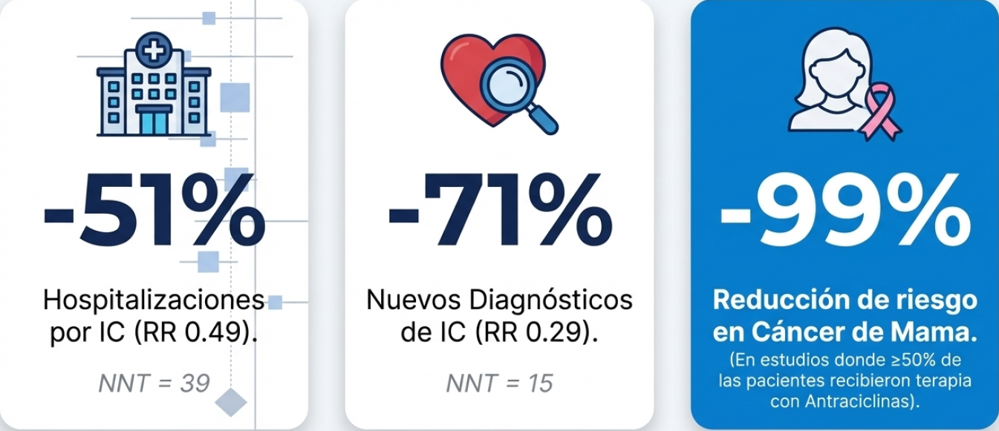 -51%
Hospitalizaciones
por IC (RR 0.49).
NNT = 39
-71%
Nuevos Diagnósticos
de IC (RR 0.29).
NNT = 15
-99%
Reducción de riesgo
en Cáncer de Mama.
(En estudios donde ≥50% de
las pacientes recibieron terapia
con Antraciclinas).